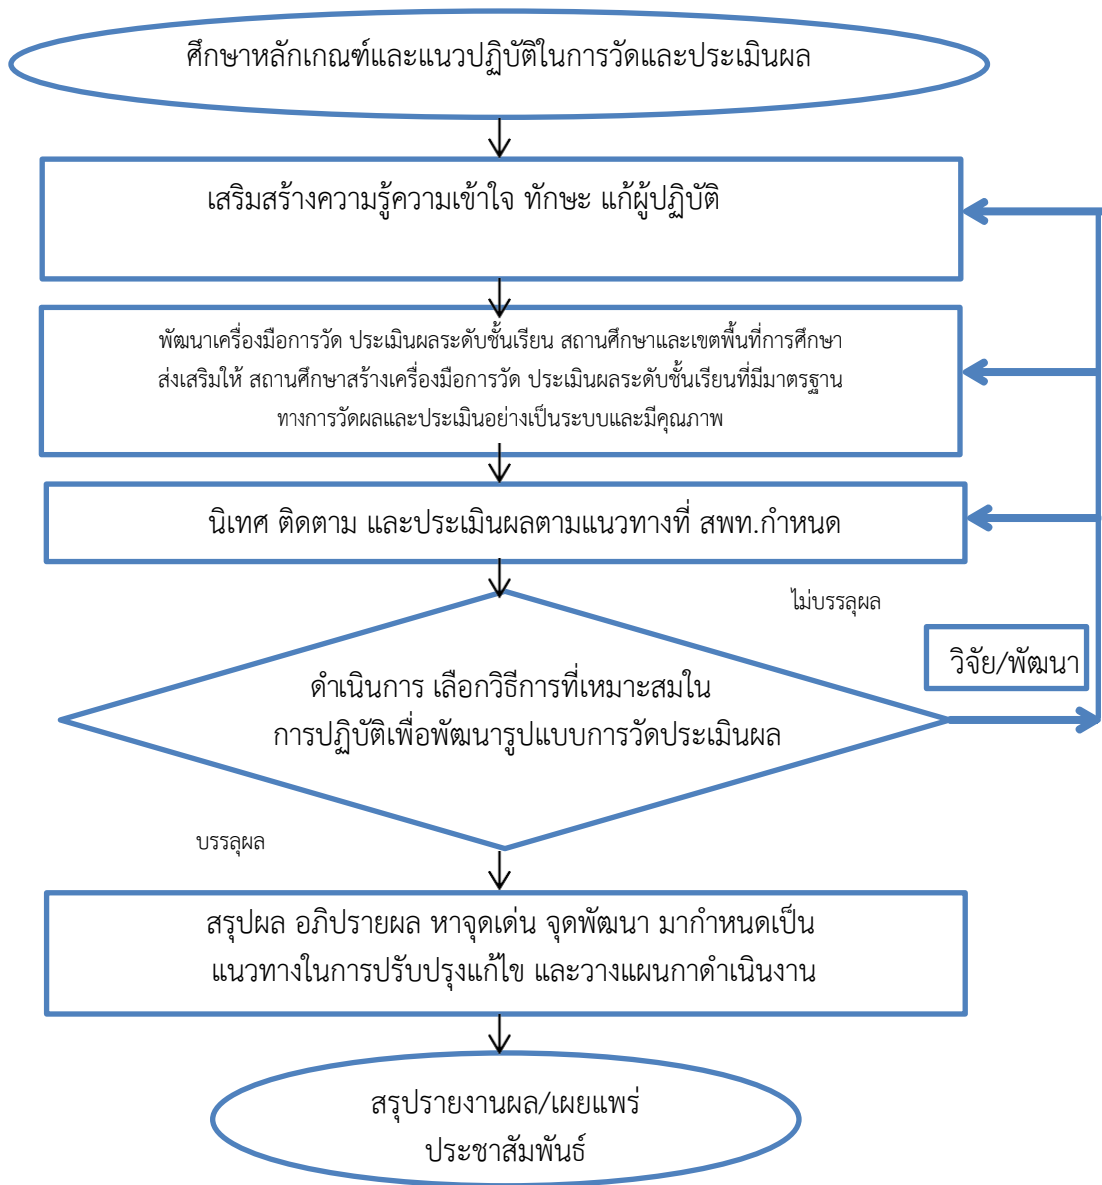 ศึกษาหลักเกณฑ์และแนวปฏิบัติในการวัดและประเมินผล
เสริมสร้างความรู้ความเข้าใจ ทักษะ แก้ผู้ปฏิบัติ
พัฒนาเครื่องมือการวัด ประเมินผลระดับชั้นเรียน สถานศึกษาและเขตพื้นที่การศึกษา
ส่งเสริมให้ สถานศึกษาสร้างเครื่องมือการวัด ประเมินผลระดับชั้นเรียนที่มีมาตรฐาน
ทางการวัดผลและประเมินอย่างเป็นระบบและมีคุณภาพ
นิเทศ ติดตาม และประเมินผลตามแนวทางที่ สพท.กำหนด
ไม่บรรลุผล
วิจัย/พัฒนา
ดำเนินการ เลือกวิธีการที่เหมาะสมใน
การปฏิบัติเพื่อพัฒนารูปแบบการวัดประเมินผล
บรรลุผล
สรุปผล อภิปรายผล หาจุดเด่น จุดพัฒนา มากำหนดเป็น
แนวทางในการปรับปรุงแก้ไข และวางแผนกาดำเนินงาน
สรุปรายงานผล/เผยแพร่
ประชาสัมพันธ์